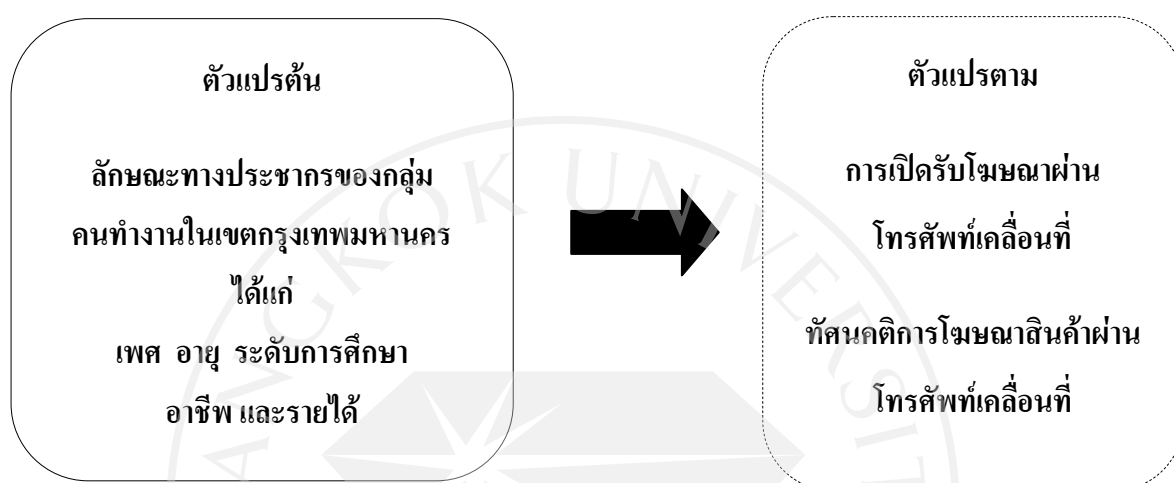 ตัวแปรต้น
ลักษณะทางประชากรของกลุ่ม
คนทำงานในเขตกรุงเทพมหานคร
ได้แก่
เพศ อายุ ระดับการศึกษา
อาชีพ และรายได้
ตัวแปรตาม
การเปิดรับโฆษณาผ่าน
โทรศัพท์เคลื่อนที่
ทัศนคติการโฆษณาสินค้าผ่าน
โทรศัพท์เคลื่อนที่
ANGKOK UNIVERSIT